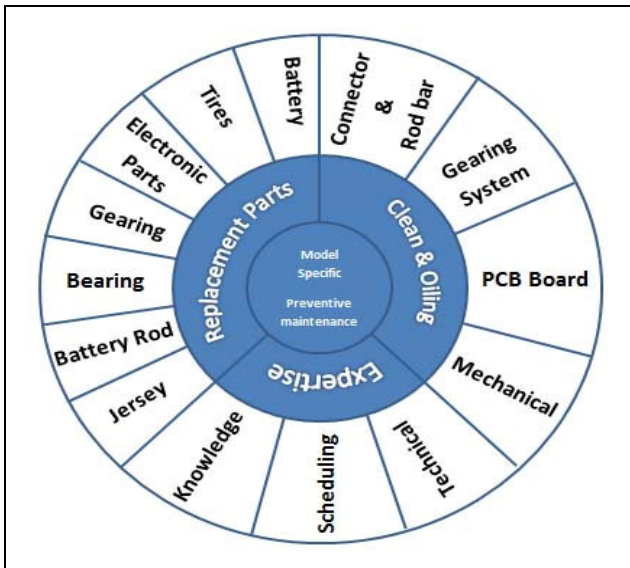 Model
Specific
Preventive
maintenance
Replacement Parts
Clean & Oiling
Expertise
Connector
&
Rod bar
Gearing
System
PCB Board
Mechanical
Technical
Scheduling
Knowledge
Jersey
Battery Rod
Bearing
Gearing
Electronic
Parts
Tires
Battery